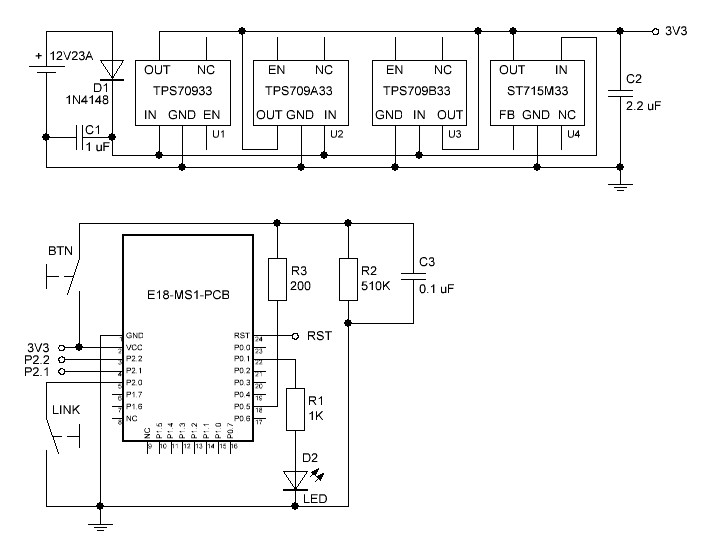 3V3
+ 12V23A
D1
1N4148
C1
1 uF
OUT NC
TPS70933
IN GND EN
U1
EN NC
TPS709A33
OUT GND IN
U2
EN NC
TPS709B33
GND IN OUT
U3
OUT IN
ST715M33
FB GND NC
U4
C2
2.2 uF
BTN
E18-MS1-PCB
R3
200
R2
510K
C3
0.1 uF
3V3
P2.2
P2.1
LINK
1 GND
2 VCC
3 P2.2
4 P2.1
5 P2.0
6 P1.7
7 P1.6
8 NC
NC P1.5 P1.4 P1.3 P1.2 P1.1 P1.0 P0.7
9 10 11 12 13 14 15 16
RST 24
P0.0 23
P0.1 22
P0.2 21
P0.3 20
P0.4 19
P0.5 18
P0.6 17
RST
R1
1K
D2
LED